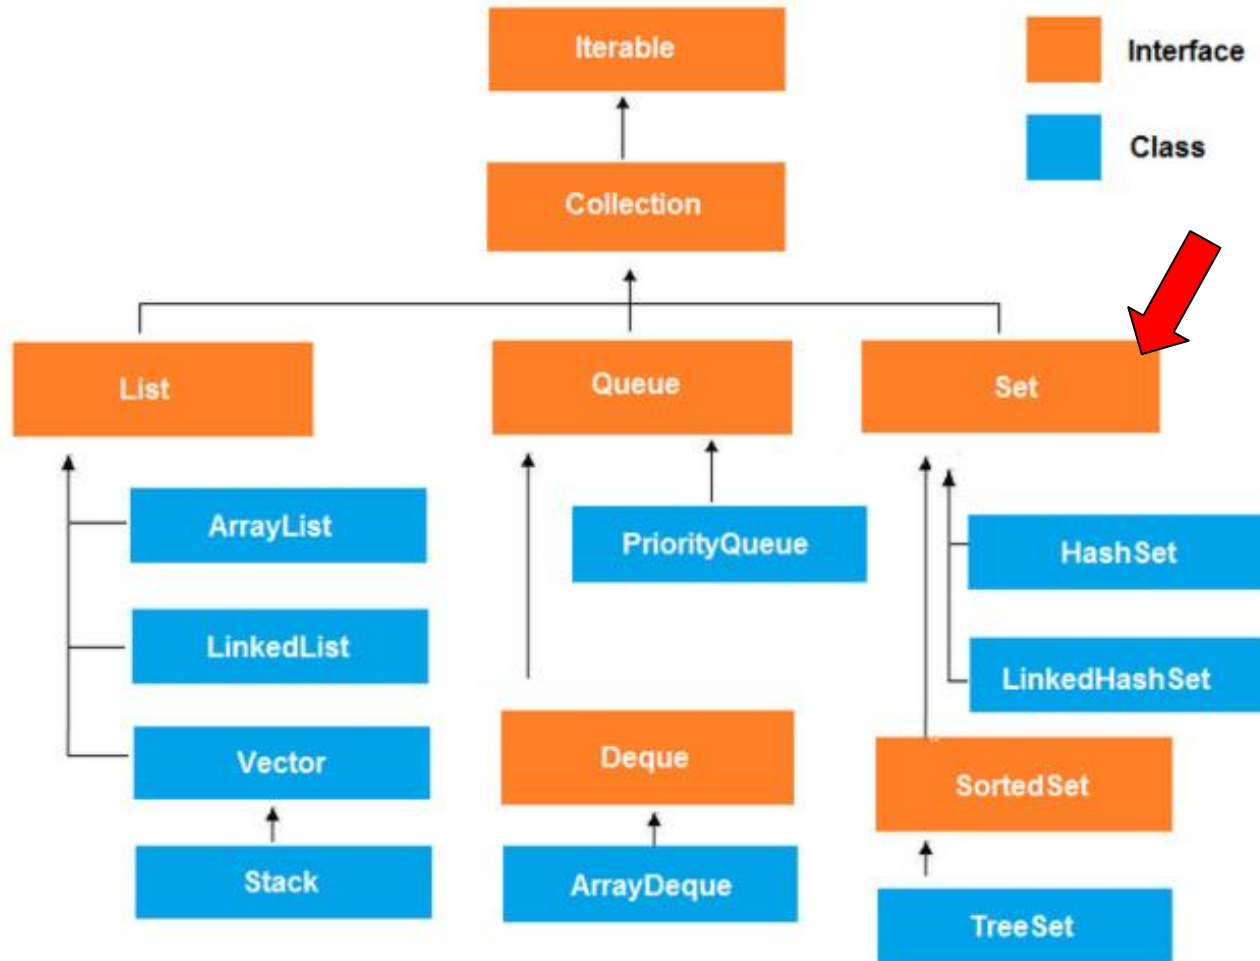 Iterable
Interface
Class
Collection
List
Queue
Set
ArrayList
PriorityQueue
HashSet
LinkedList
LinkedHashSet
Vector
Deque
SortedSet
Stack
ArrayDeque
TreeSet